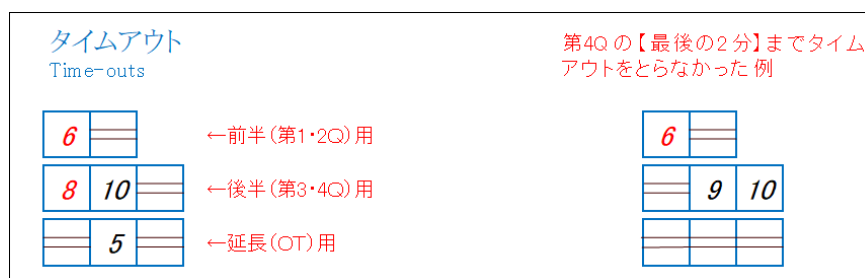 タイムアウト
Time-outs
6
←前半(第1・2Q)用
8 10
←後半(第3・4Q)用
5
←延長(OT)用
第4Qの【最後の2分】までタイム
アウトをとらなかった例
6
9 10